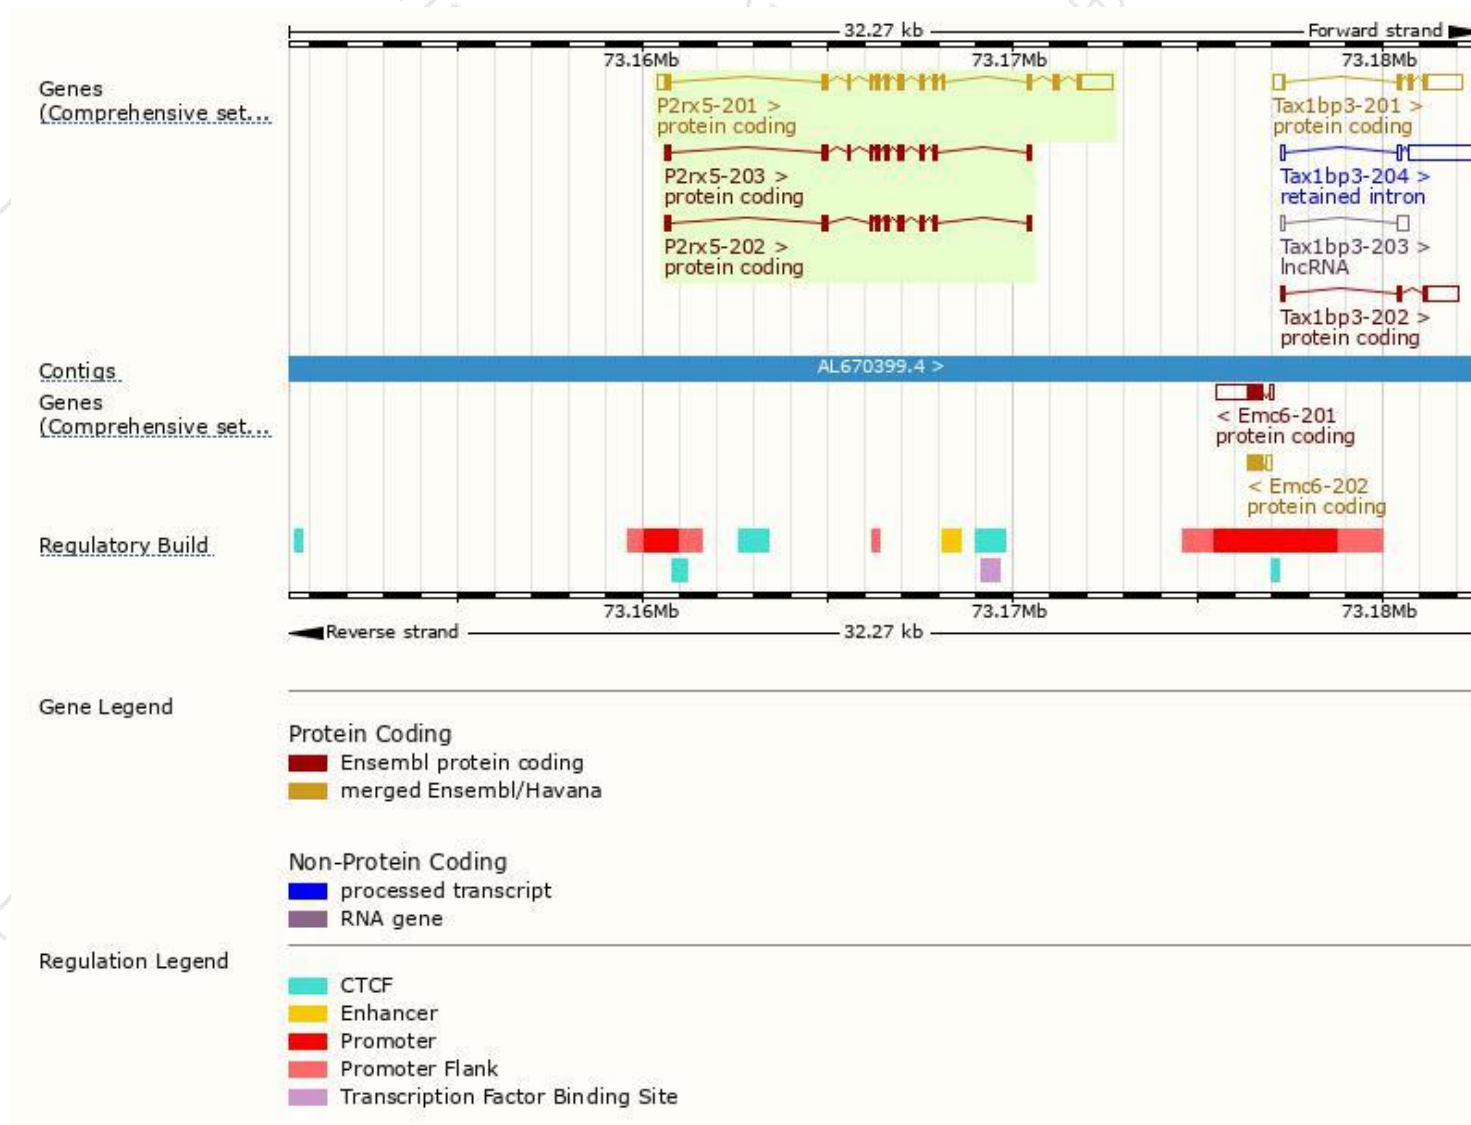 32.27 kb
Forward strand
73.16Mb 73.17Mb 73.18Mb
Genes
(Comprehensive set...
P2rx5-201 >
protein coding
Tax1bp3-201 >
protein coding
P2rx5-203 >
protein coding
Tax1bp3-204 >
retained intron
P2rx5-202 >
protein coding
Tax1bp3-203 >
lncRNA
Tax1bp3-202 >
protein coding
Contigs
AL670399.4 >
Genes
(Comprehensive set...
< Emc6-201
protein coding
< Emc6-202
protein coding
Regulatory Build
73.16Mb 73.17Mb 73.18Mb
Reverse strand
32.27 kb
Gene Legend
Protein Coding
Ensembl protein coding
merged Ensembl/Havana
Non-Protein Coding
processed transcript
RNA gene
Regulation Legend
CTCF
Enhancer
Promoter
Promoter Flank
Transcription Factor Binding Site